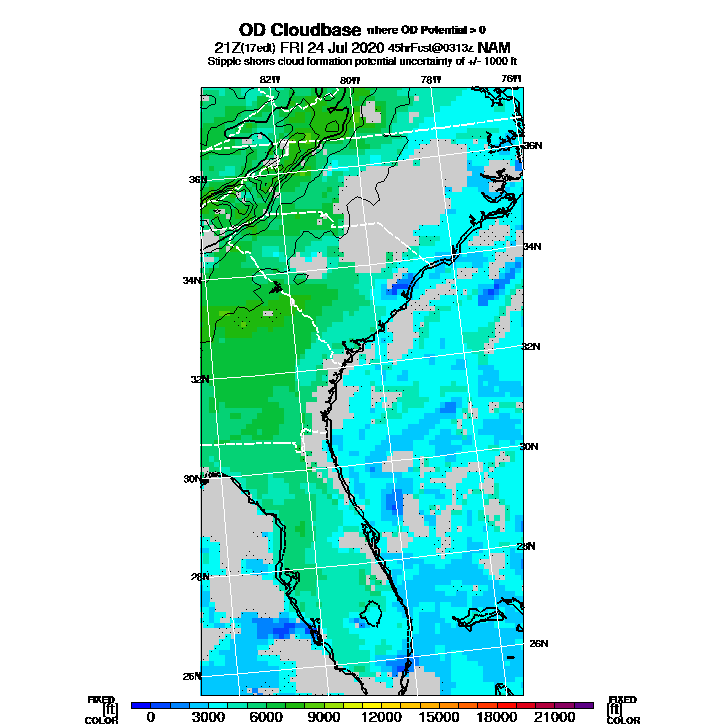 OD Cloudbase where OD Potential > 0
21Z(17edt) FRI 24 Jul 2020 45hrFcst@0313z NAM
Stipple shows cloud formation potential uncertainty of +/- 1000 ft
82W 80W 78W 76W
36N 36N
34N 34N
32N 32N
30N 30N
28N 28N
26N 26N
FIXED FIXED
[ft] [ft]
COLOR 0 3000 6000 9000 12000 15000 18000 21000 COLOR